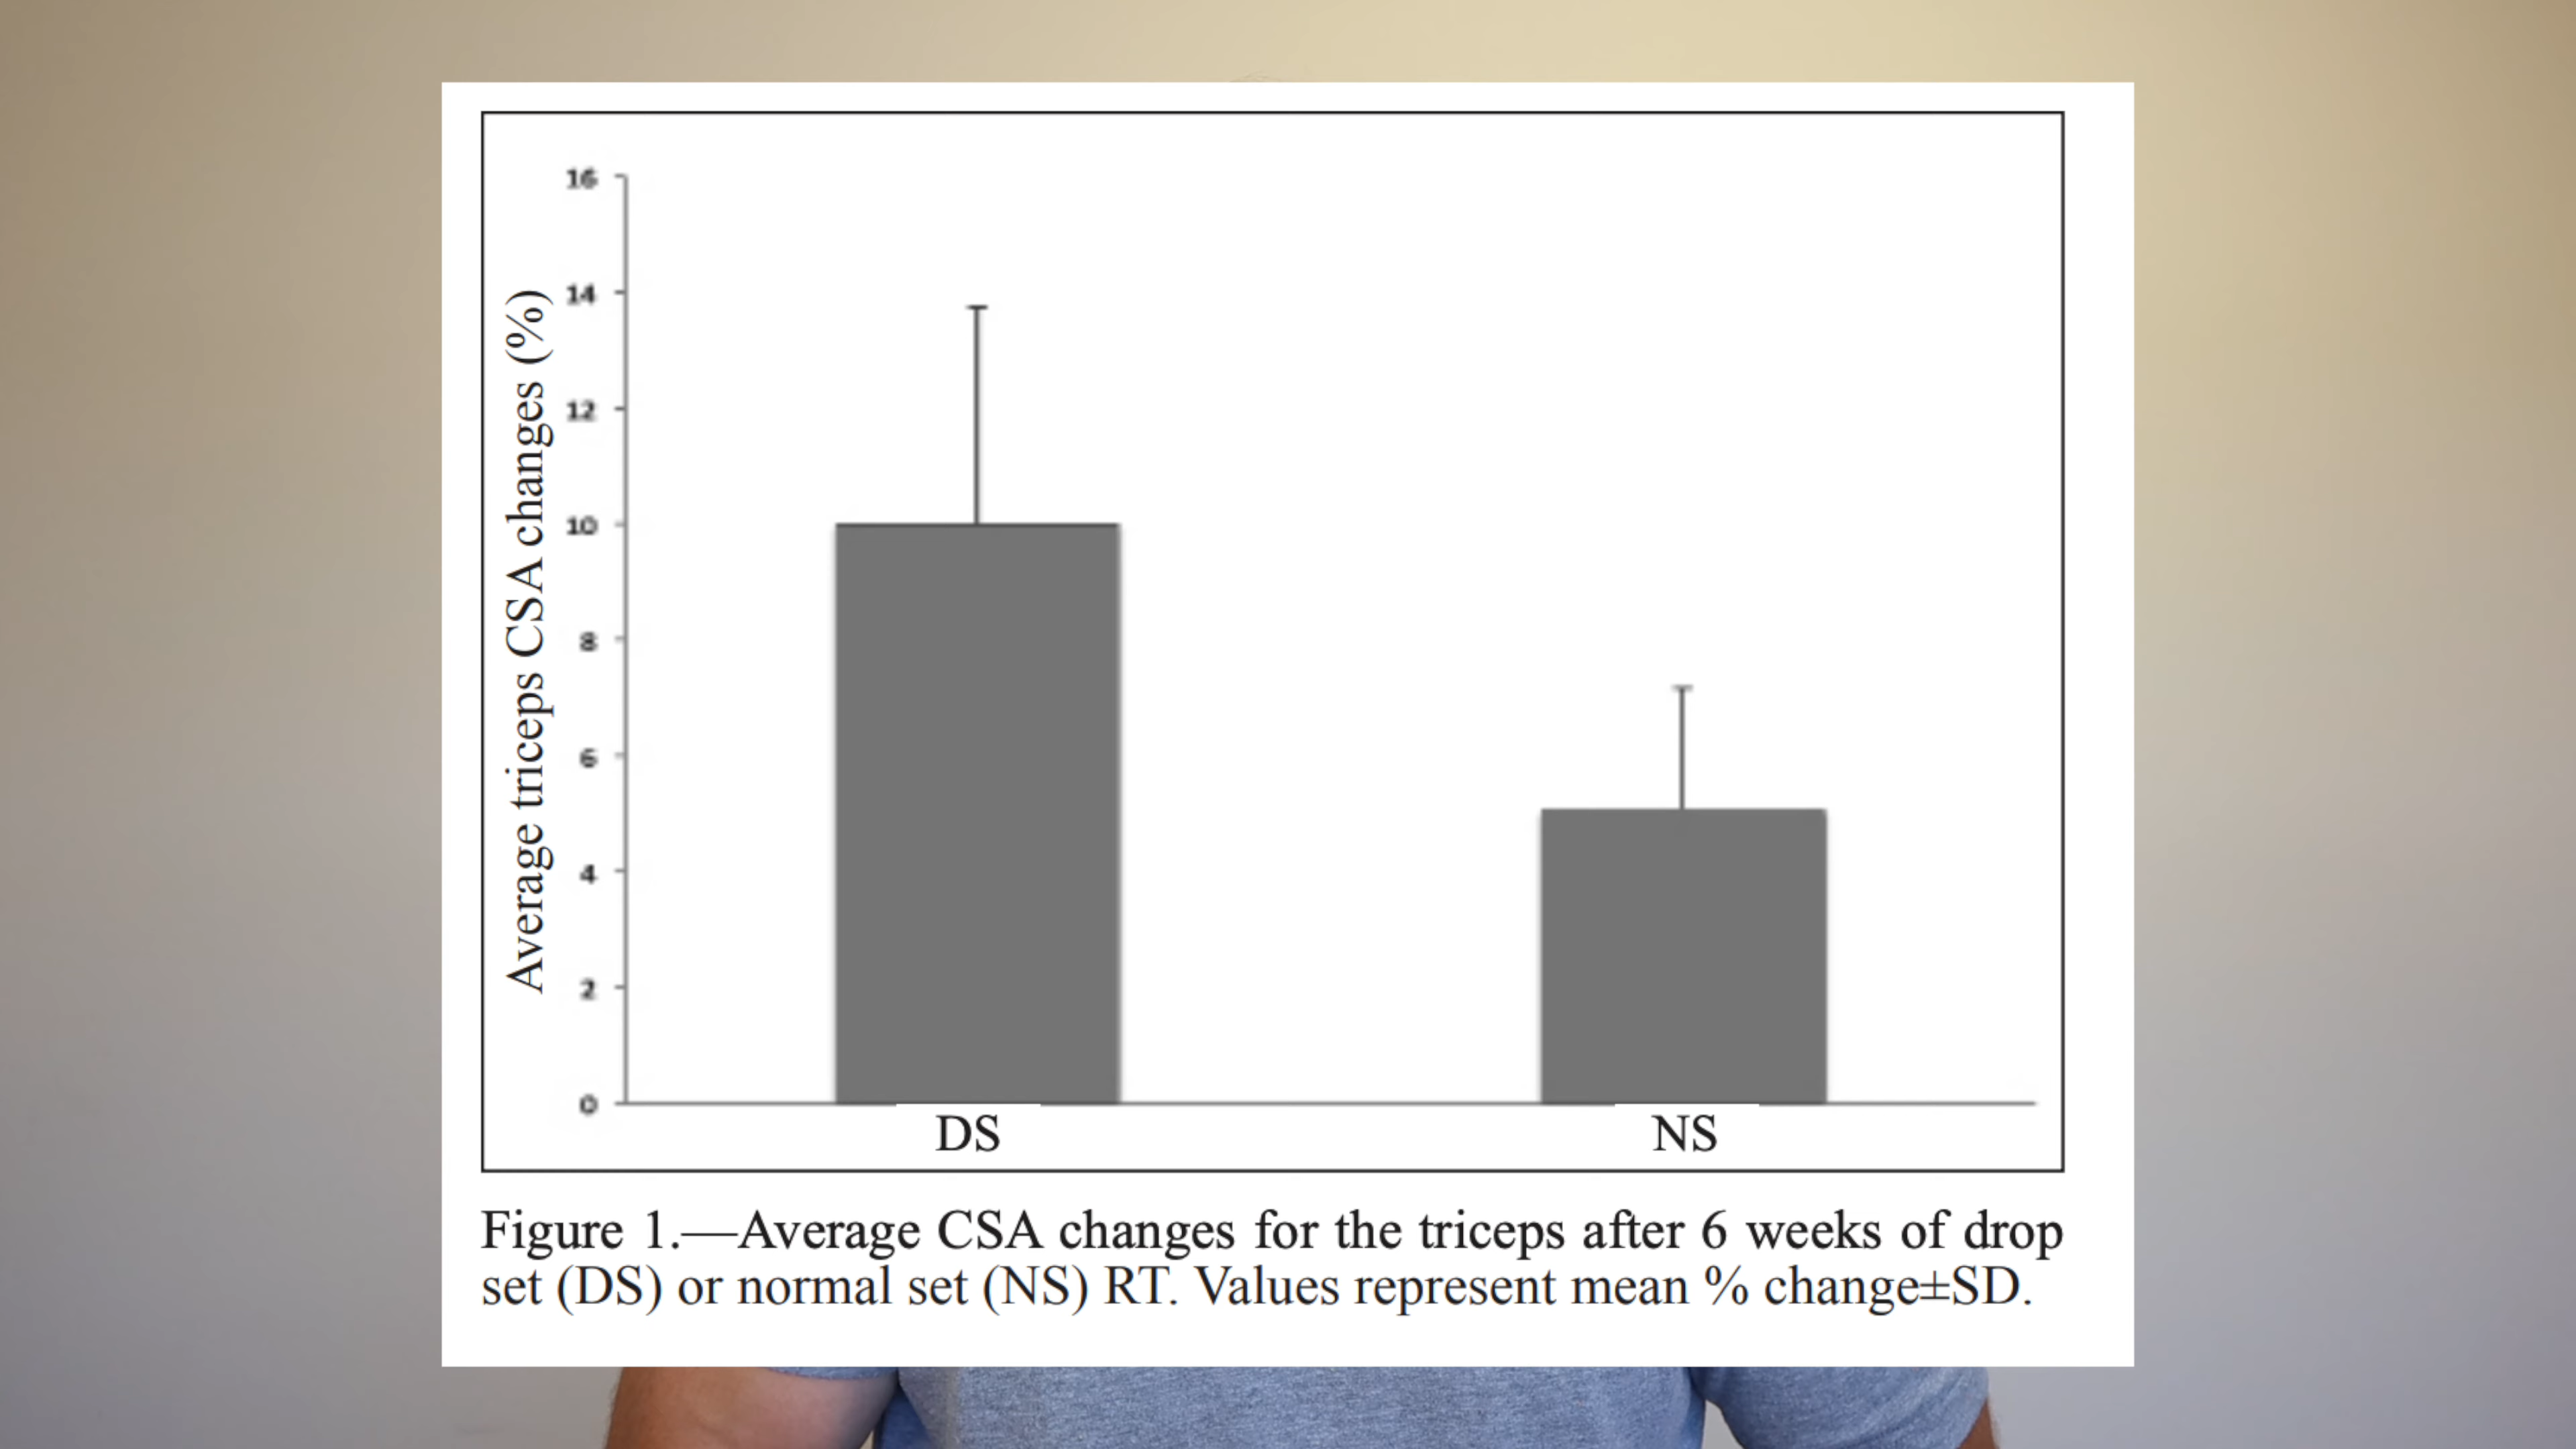 Average triceps CSA changes (%)
16
14
12
10
8
6
4
2
0
DS
NS
Figure 1.—Average CSA changes for the triceps after 6 weeks of drop
set (DS) or normal set (NS) RT. Values represent mean % change±SD.